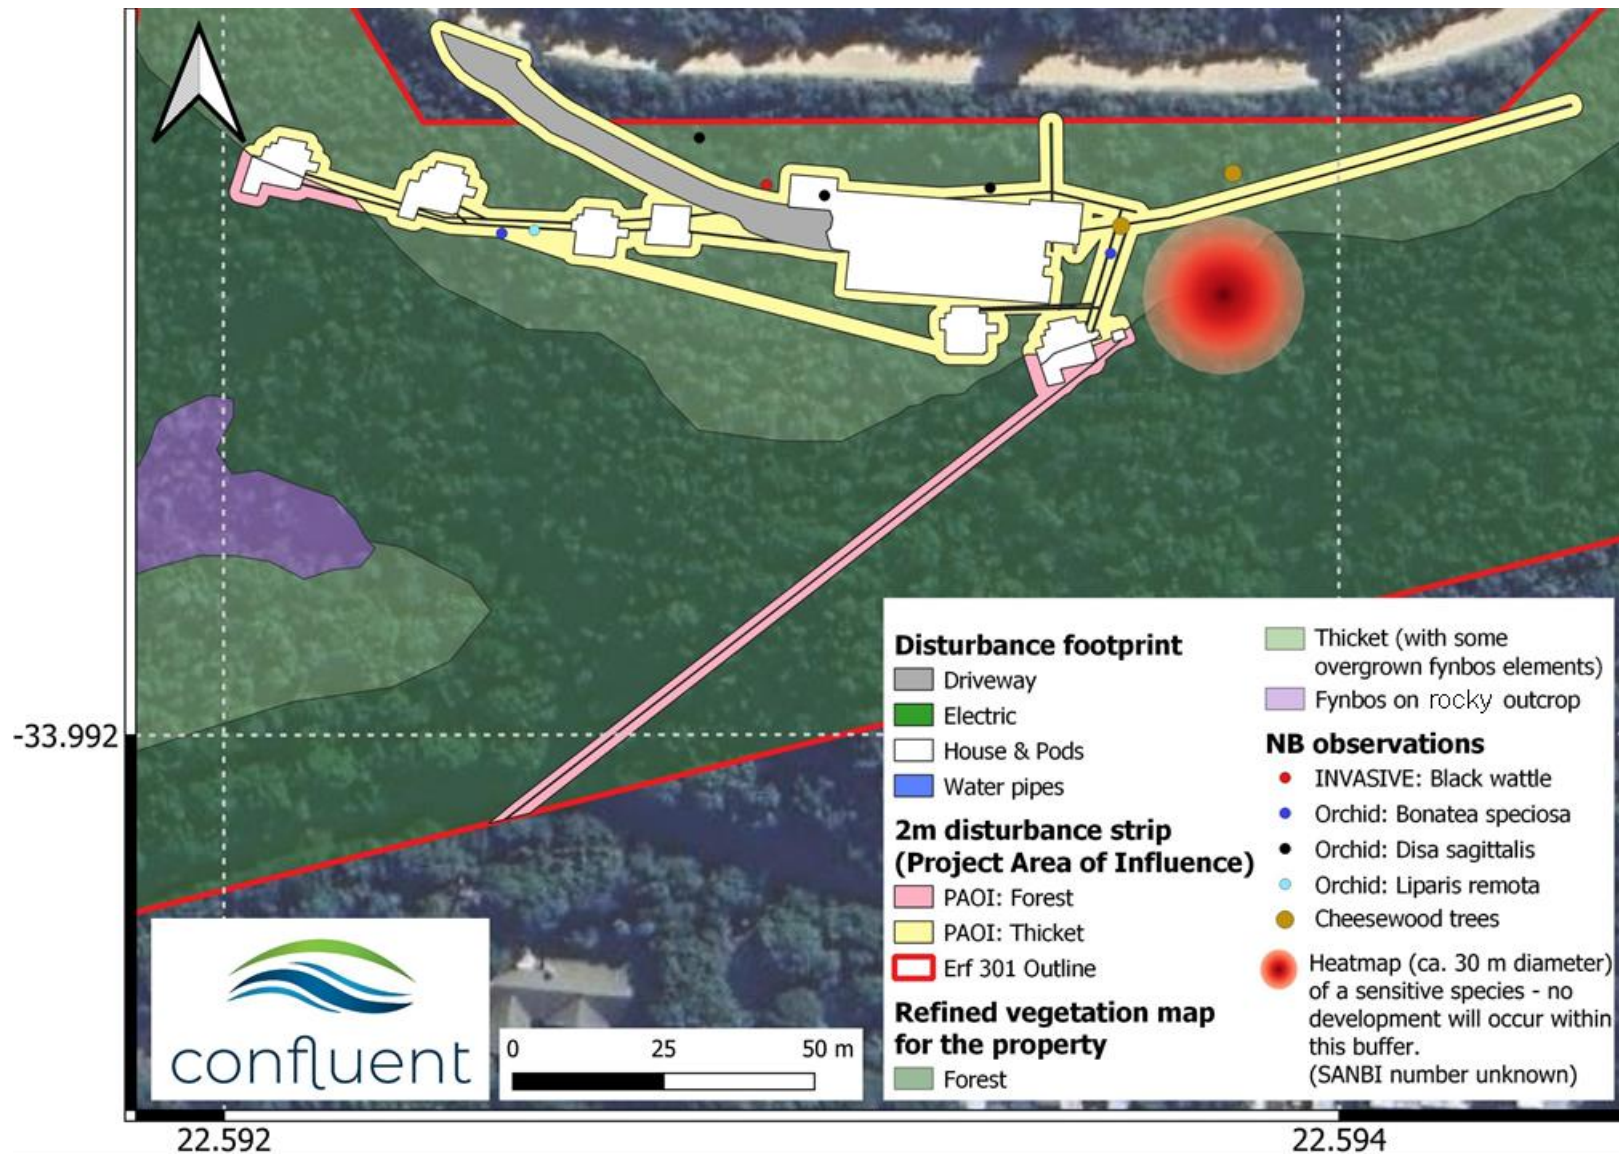 -33.992
22.592
22.594
confluent
0 25 50 m
Disturbance footprint
Driveway
Electric
House & Pods
Water pipes
2m disturbance strip
(Project Area of Influence)
PAOI: Forest
PAOI: Thicket
Erf 301 Outline
Refined vegetation map
for the property
Forest
Thicket (with some
overgrown fynbos elements)
Fynbos on rocky outcrop
NB observations
INVASIVE: Black wattle
Orchid: Bonatea speciosa
Orchid: Disa sagittalis
Orchid: Liparis remota
Cheesewood trees
Heatmap (ca. 30 m diameter)
of a sensitive species - no
development will occur within
this buffer.
(SANBI number unknown)